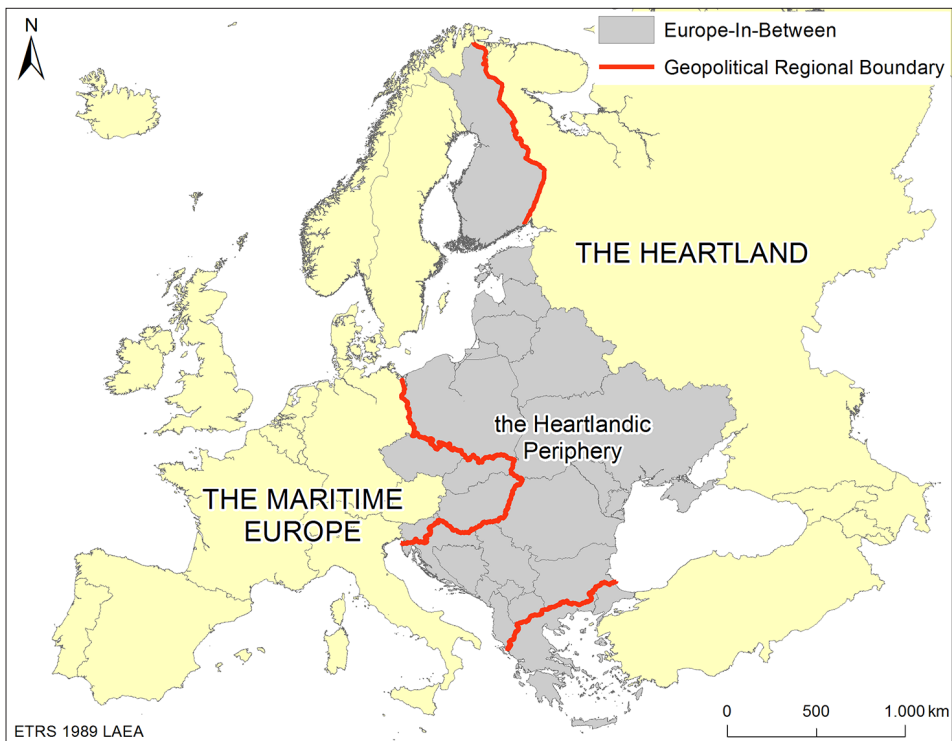 N
Europe-In-Between
Geopolitical Regional Boundary
THE HEARTLAND
the Heartlandic
Periphery
THE MARITIME
EUROPE
0 500 1.000 km
ETRS 1989 LAEA